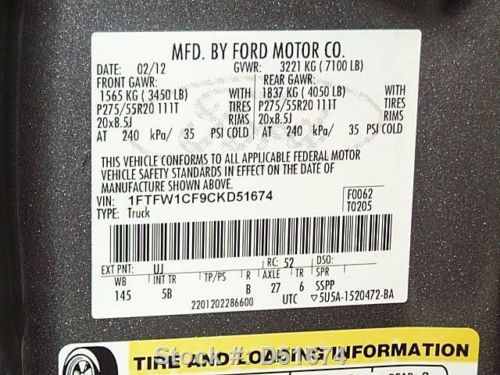 MFD. BY FORD MOTOR CO.
DATE: 02/12 GVWR: 3221 KG ( 7100 LB)
FRONT GAWR: REAR GAWR:
1565 KG ( 3450 LB) WITH 1837 KG ( 4050 LB) WITH
P275/55R20 111T TIRES P275/55R20 111T TIRES
20x8.5J RIMS 20x8.5J RIMS
AT 240 kPa/ 35 PSI COLD AT 240 kPa/ 35 PSI COLD
THIS VEHICLE CONFORMS TO ALL APPLICABLE FEDERAL MOTOR
VEHICLE SAFETY STANDARDS IN EFFECT ON THE DATE OF
MANUFACTURE SHOWN ABOVE.
VIN: 1FTFW1CF9CKD51674 F0062
TYPE: Truck T0205
EXT PNT: UJ RC: 52 DSO:
WB INT TR TP/PS R AXLE TR SPR
145 5B B 27 6 SSPP
2201202286600 UTC ▽5U5A-1520472-BA
TIRE AND LOADING INFORMATION
Stock #: D51674